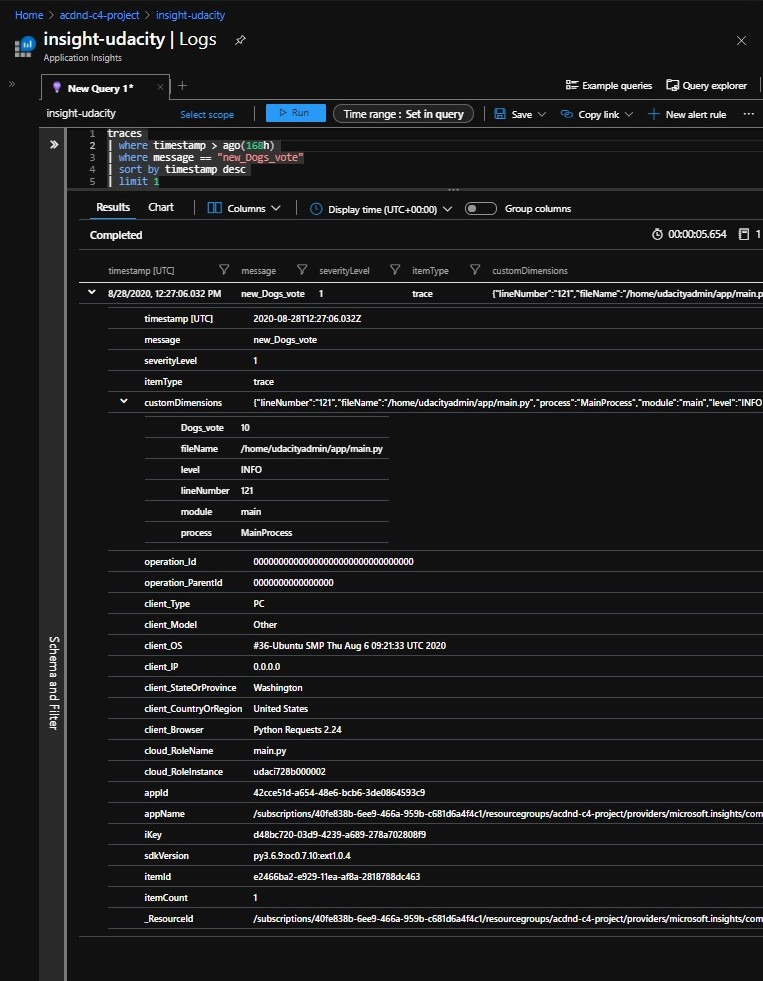 Home > acdnd-c4-project > insight-udacity
insight-udacity | Logs
Application Insights
New Query 1*
Example queries Query explorer
insight-udacity Select scope Run Time range : Set in query Save Copy link New alert rule
1 traces
2 | where timestamp > ago(168h)
3 | where message == "new_Dogs_vote"
4 | sort by timestamp desc
5 | limit 1
Results Chart Columns Display time (UTC+00:00) Group columns
Completed 00:00:05.654 1
timestamp [UTC] message severityLevel itemType customDimensions
8/28/2020, 12:27:06.032 PM new_Dogs_vote 1 trace {"lineNumber":"121","fileName":"/home/udacityadmin/app/main.p
timestamp [UTC] 2020-08-28T12:27:06.032Z
message new_Dogs_vote
severityLevel 1
itemType trace
customDimensions {"lineNumber":"121","fileName":"/home/udacityadmin/app/main.py","process":"MainProcess","module":"main","level":"INFO
Dogs_vote 10
fileName /home/udacityadmin/app/main.py
level INFO
lineNumber 121
module main
process MainProcess
operation_Id 00000000000000000000000000000000
operation_ParentId 0000000000000000
client_Type PC
client_Model Other
client_OS #36-Ubuntu SMP Thu Aug 6 09:21:33 UTC 2020
client_IP 0.0.0.0
client_StateOrProvince Washington
client_CountryOrRegion United States
client_Browser Python Requests 2.24
cloud_RoleName main.py
cloud_RoleInstance udaci728b000002
appId 42cce51d-a654-48e6-bcb6-3de0864593c9
appName /subscriptions/40fe838b-6ee9-466a-959b-c681d6a4f4c1/resourcegroups/acdnd-c4-project/providers/microsoft.insights/com
iKey d48bc720-03d9-4239-a689-278a702808f9
sdkVersion py3.6.9:oc0.7.10:ext1.0.4
itemId e2466ba2-e929-11ea-af8a-2818788dc463
itemCount 1
_ResourceId /subscriptions/40fe838b-6ee9-466a-959b-c681d6a4f4c1/resourcegroups/acdnd-c4-project/providers/microsoft.insights/com
Schema and Filter